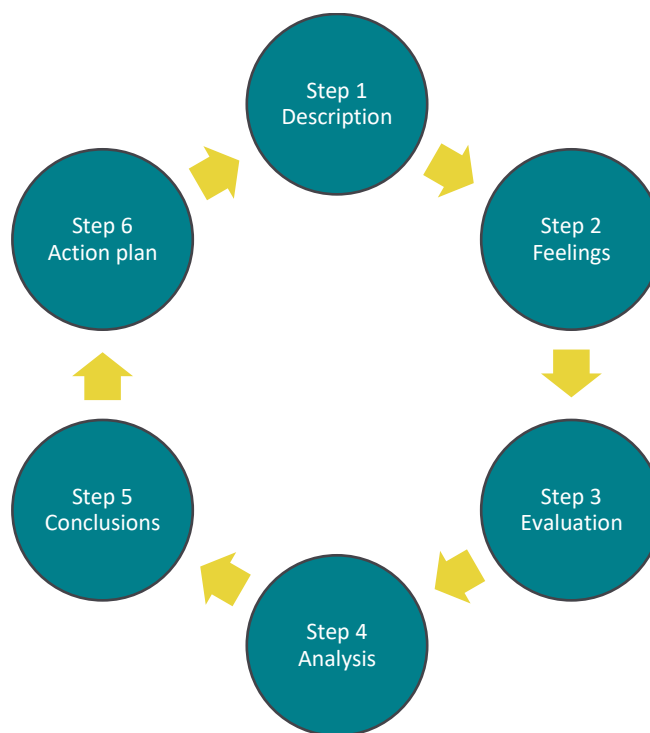 Step 1
Description
Step 2
Feelings
Step 3
Evaluation
Step 4
Analysis
Step 5
Conclusions
Step 6
Action plan